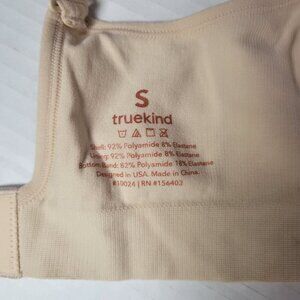 S
truekind
Shell: 92% Polyamide 8% Elastane
Lining: 92% Polyamide 8% Elastane
Bottom Band: 82% Polyamide 18% Elastane
Designed in USA. Made in China.
#10024 | RN #156402